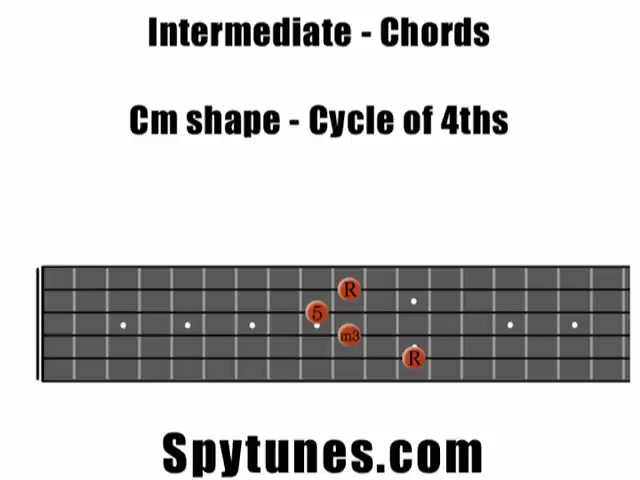 Intermediate - Chords
Cm shape - Cycle of 4ths
R
5
m3
R
Spytunes.com